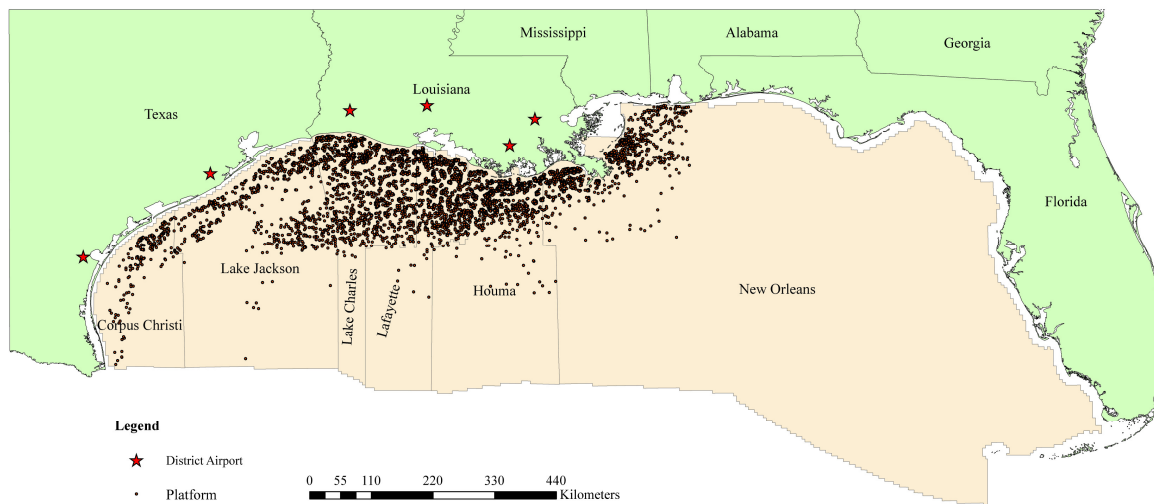 Mississippi
Alabama
Georgia
Louisiana
Texas
Florida
Lake Jackson
Lake Charles
Lafayette
Houma
New Orleans
Corpus Christi
Legend
District Airport
Platform
0 55 110 220 330 440
Kilometers